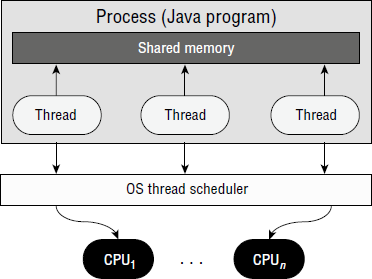 Process (Java program)
Shared memory
Thread Thread Thread
OS thread scheduler
CPU1 . . . CPUn